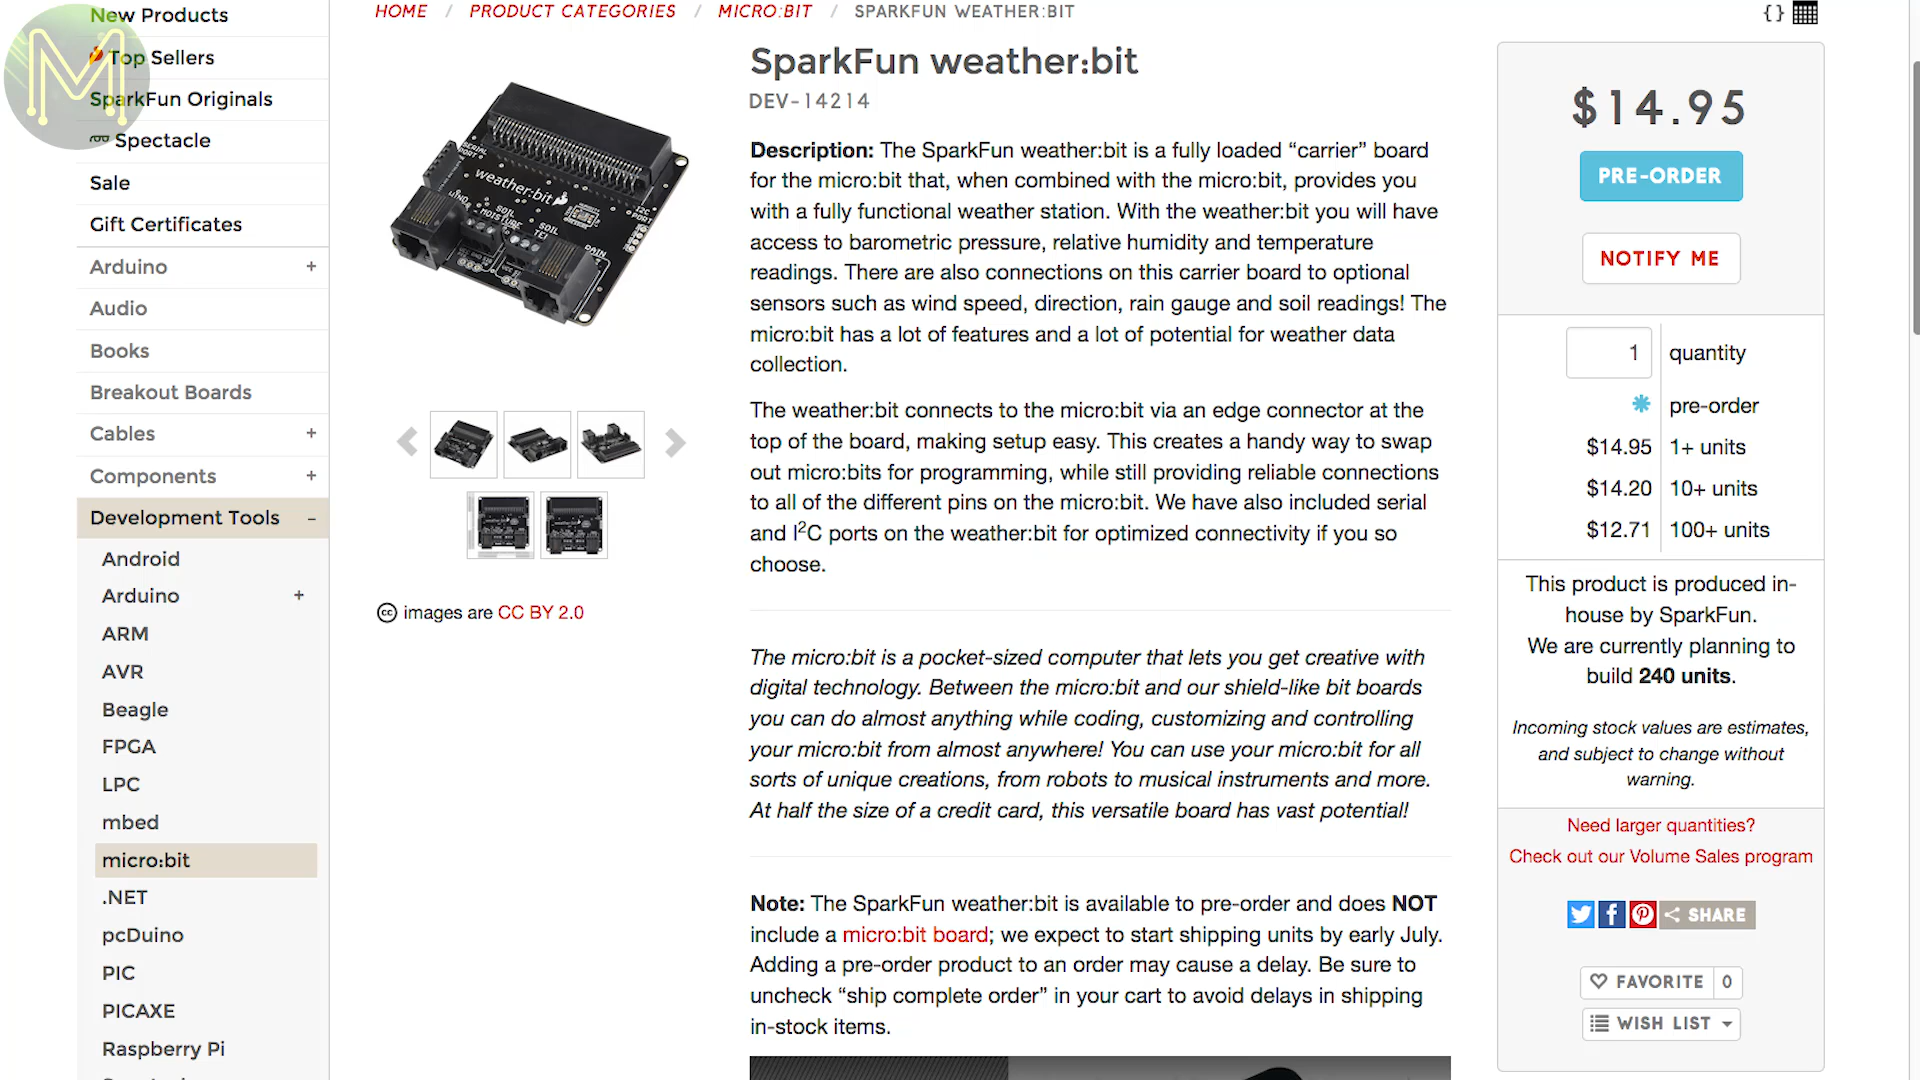 HOME / PRODUCT CATEGORIES / MICRO:BIT / SPARKFUN WEATHER:BIT
{}
New Products
Top Sellers
SparkFun Originals
Spectacle
Sale
Gift Certificates
Arduino +
Audio
Books
Breakout Boards
Cables +
Components +
Development Tools –
Android
Arduino +
ARM
AVR
Beagle
FPGA
LPC
mbed
micro:bit
.NET
pcDuino
PIC
PICAXE
Raspberry Pi
M
SERIAL
PORT
weather:bit
WIND
SOIL
MOISTURE
SOIL
I2C
PORT
RAIN
images are CC BY 2.0
SparkFun weather:bit
DEV-14214
Description: The SparkFun weather:bit is a fully loaded “carrier” board
for the micro:bit that, when combined with the micro:bit, provides you
with a fully functional weather station. With the weather:bit you will have
access to barometric pressure, relative humidity and temperature
readings. There are also connections on this carrier board to optional
sensors such as wind speed, direction, rain gauge and soil readings! The
micro:bit has a lot of features and a lot of potential for weather data
collection.
The weather:bit connects to the micro:bit via an edge connector at the
top of the board, making setup easy. This creates a handy way to swap
out micro:bits for programming, while still providing reliable connections
to all of the different pins on the micro:bit. We have also included serial
and I²C ports on the weather:bit for optimized connectivity if you so
choose.
The micro:bit is a pocket-sized computer that lets you get creative with
digital technology. Between the micro:bit and our shield-like bit boards
you can do almost anything while coding, customizing and controlling
your micro:bit from almost anywhere! You can use your micro:bit for all
sorts of unique creations, from robots to musical instruments and more.
At half the size of a credit card, this versatile board has vast potential!
Note: The SparkFun weather:bit is available to pre-order and does NOT
include a micro:bit board; we expect to start shipping units by early July.
Adding a pre-order product to an order may cause a delay. Be sure to
uncheck “ship complete order” in your cart to avoid delays in shipping
in-stock items.
$14.95
PRE-ORDER
NOTIFY ME
1 quantity
pre-order
$14.95 1+ units
$14.20 10+ units
$12.71 100+ units
This product is produced in-
house by SparkFun.
We are currently planning to
build 240 units.
Incoming stock values are estimates,
and subject to change without
warning.
Need larger quantities?
Check out our Volume Sales program
SHARE
FAVORITE 0
WISH LIST